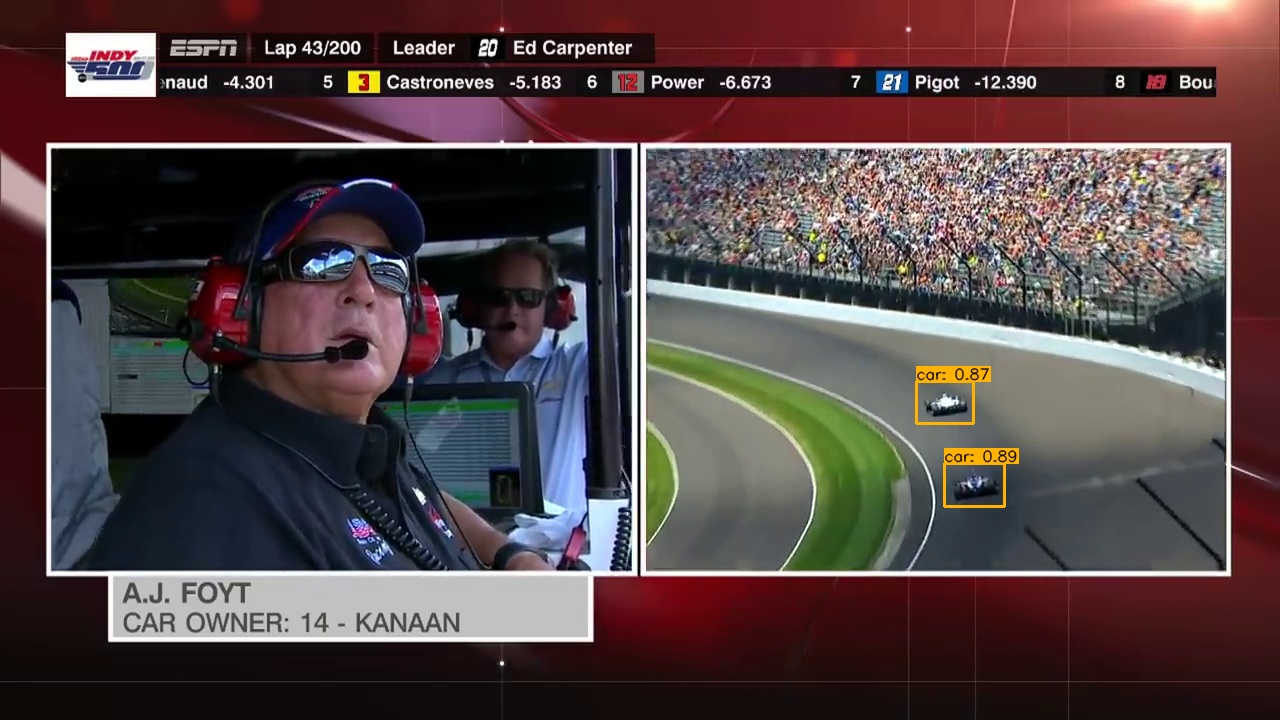 INDY
500
ESPN Lap 43/200 Leader 20 Ed Carpenter
enaud -4.301 5 3 Castroneves -5.183 6 12 Power -6.673 7 21 Pigot -12.390 8 18 Bou
car: 0.87
car: 0.89
A.J. FOYT
CAR OWNER: 14 - KANAAN